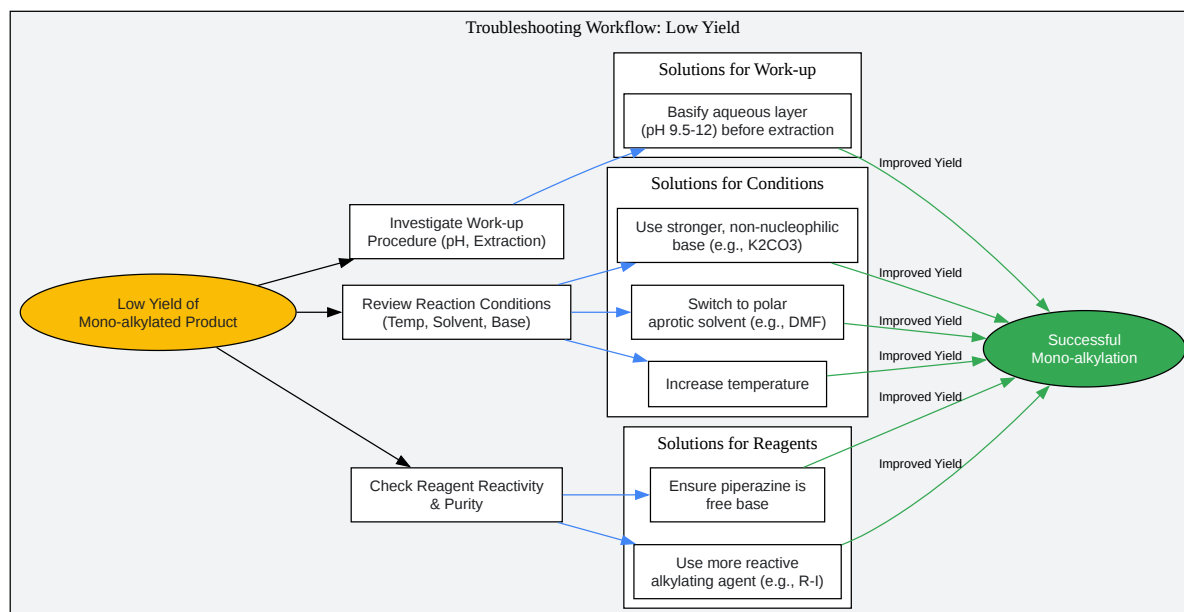 Troubleshooting Workflow: Low Yield
Solutions for Work-up
Basify aqueous layer
(pH 9.5-12) before extraction
Improved Yield
Solutions for Conditions
Investigate Work-up
Procedure (pH, Extraction)
Use stronger, non-nucleophilic
base (e.g., K2CO3)
Improved Yield
Low Yield of
Mono-alkylated Product
Review Reaction Conditions
(Temp, Solvent, Base)
Switch to polar
aprotic solvent (e.g., DMF)
Improved Yield
Successful
Mono-alkylation
Increase temperature
Improved Yield
Improved Yield
Solutions for Reagents
Check Reagent Reactivity
& Purity
Ensure piperazine is
free base
Improved Yield
Use more reactive
alkylating agent (e.g., R-I)